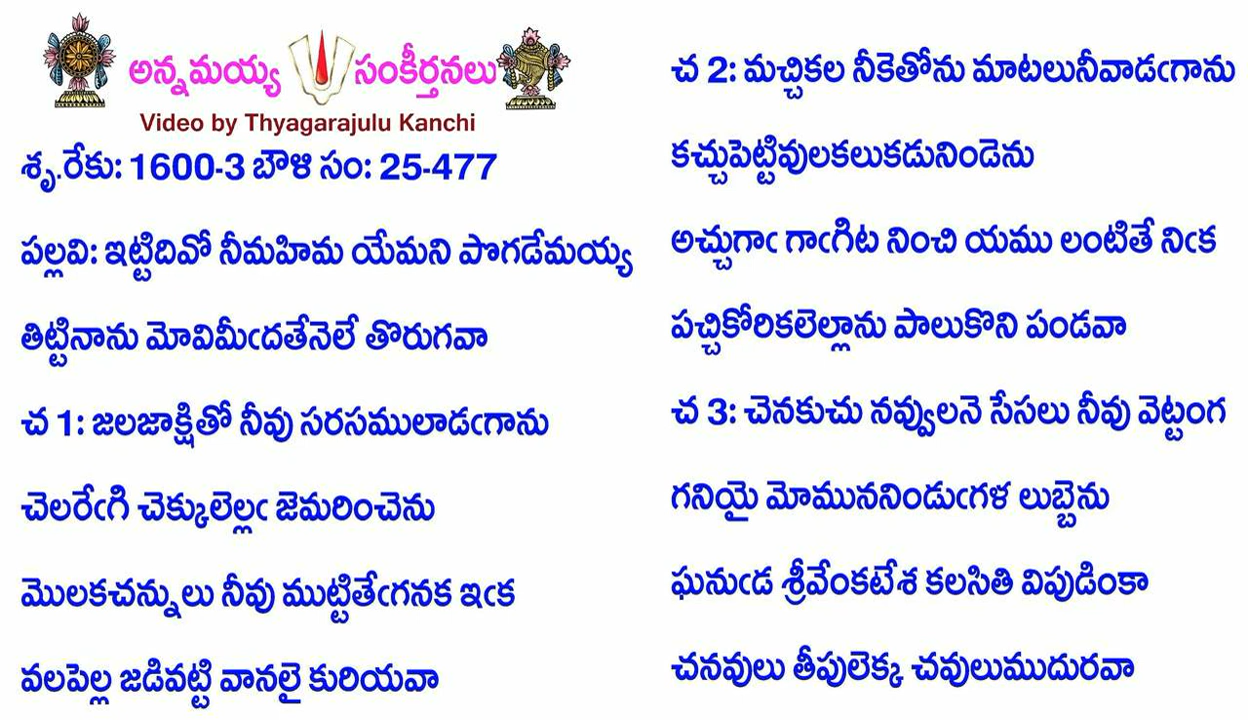 అన్నమయ్య సంకీర్తనలు
Video by Thyagarajulu Kanchi
శృ.రేకు: 1600-3 బౌళి సం: 25-477
పల్లవి: ఇట్టిదివో నీమహిమ యేమని పొగడేమయ్య
తిట్టినాను మోవిమీఁదతేనెలే తొరుగవా
చ 1: జలజాక్షితో నీవు సరసములాడఁగాను
చెలరేఁగి చెక్కులెల్లఁ జెమరించెను
మొలకచన్నులు నీవు ముట్టితేఁగనక ఇఁక
వలపెల్ల జడివట్టి వానలై కురియవా
చ 2: మచ్చికల నీకెతోను మాటలునీవాడఁగాను
కచ్చుపెట్టివులకలుకడునిండెను
అచ్చుగాఁ గాఁగిట నించి యము లంటితే నిఁక
పచ్చికోరికలెల్లాను పాలుకొని పండవా
చ 3: చెనకుచు నవ్వులనె సేసలు నీవు వెట్టంగ
గనియై మోముననిండుఁగళ లుబ్బెను
ఘనుఁడ శ్రీవేంకటేశ కలసితి విపుడింకా
చనవులు తీపులెక్క చవులుముదురవా